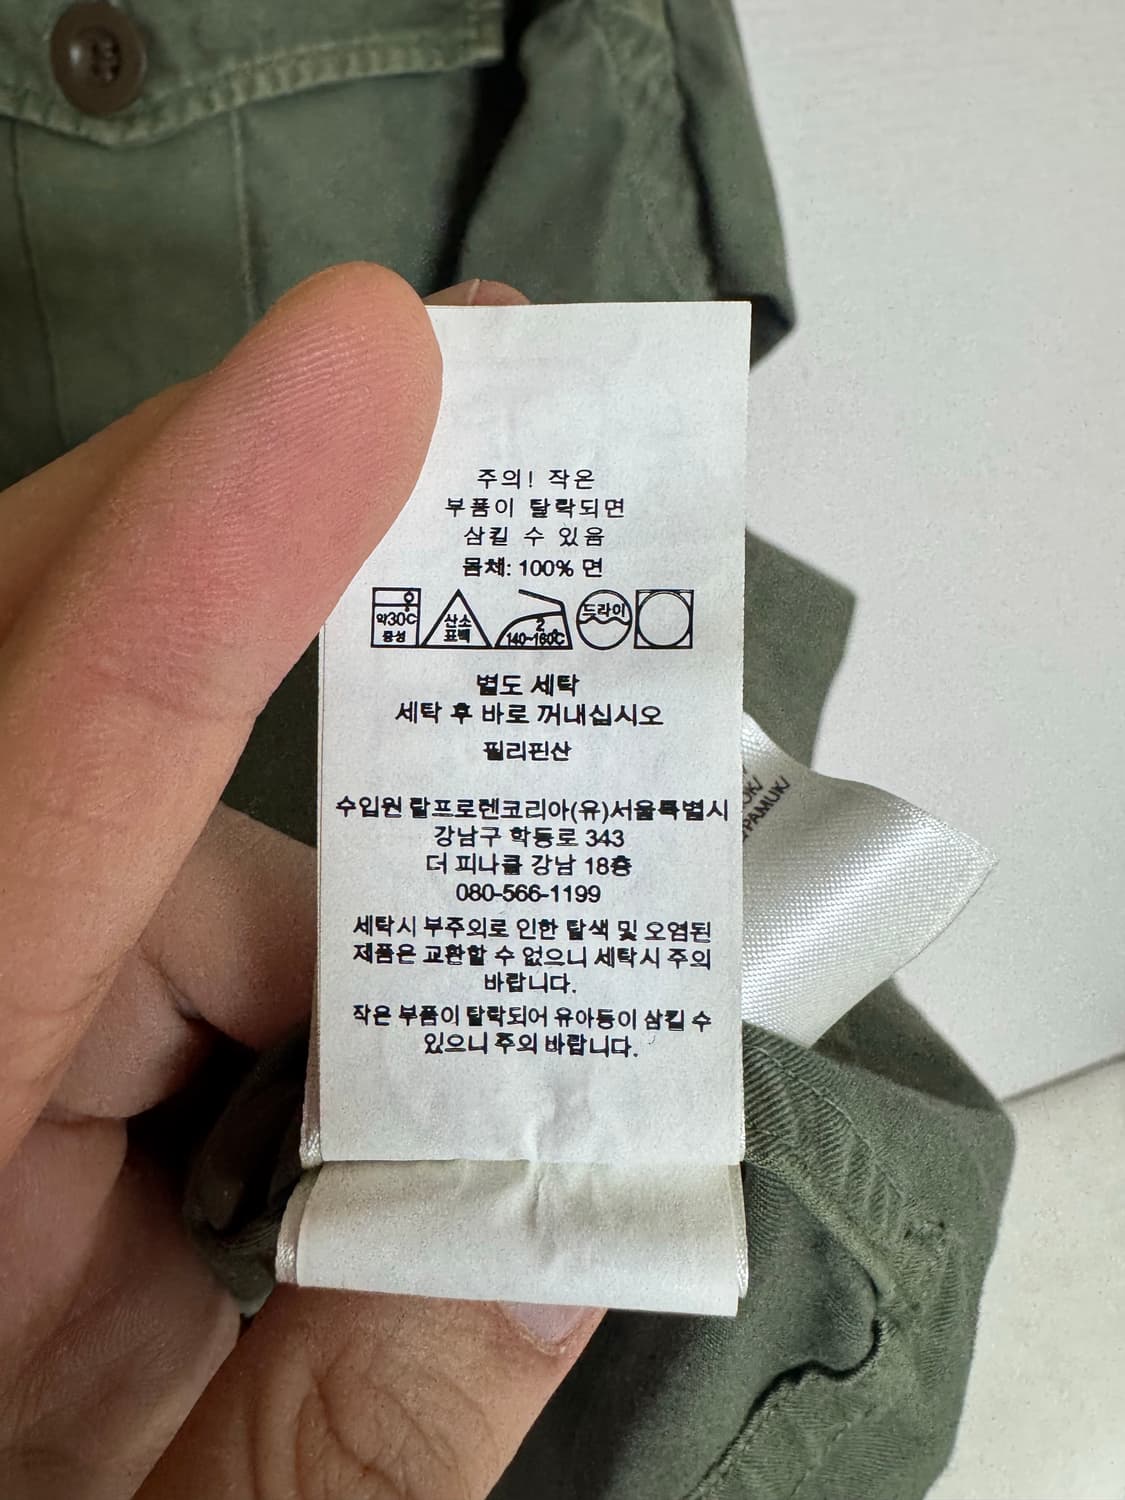 주의! 작은
부품이 탈락되면
삼킬 수 있음
몸체: 100% 면
약30℃
중성
산소
표백
2
140~160℃
드라이
별도 세탁
세탁 후 바로 꺼내십시오
필리핀산
수입원 랄프로렌코리아(유)서울특별시
강남구 학동로 343
더 피나클 강남 18층
080-566-1199
세탁시 부주의로 인한 탈색 및 오염된
제품은 교환할 수 없으니 세탁시 주의
바랍니다.
작은 부품이 탈락되어 유아등이 삼킬 수
있으니 주의 바랍니다.